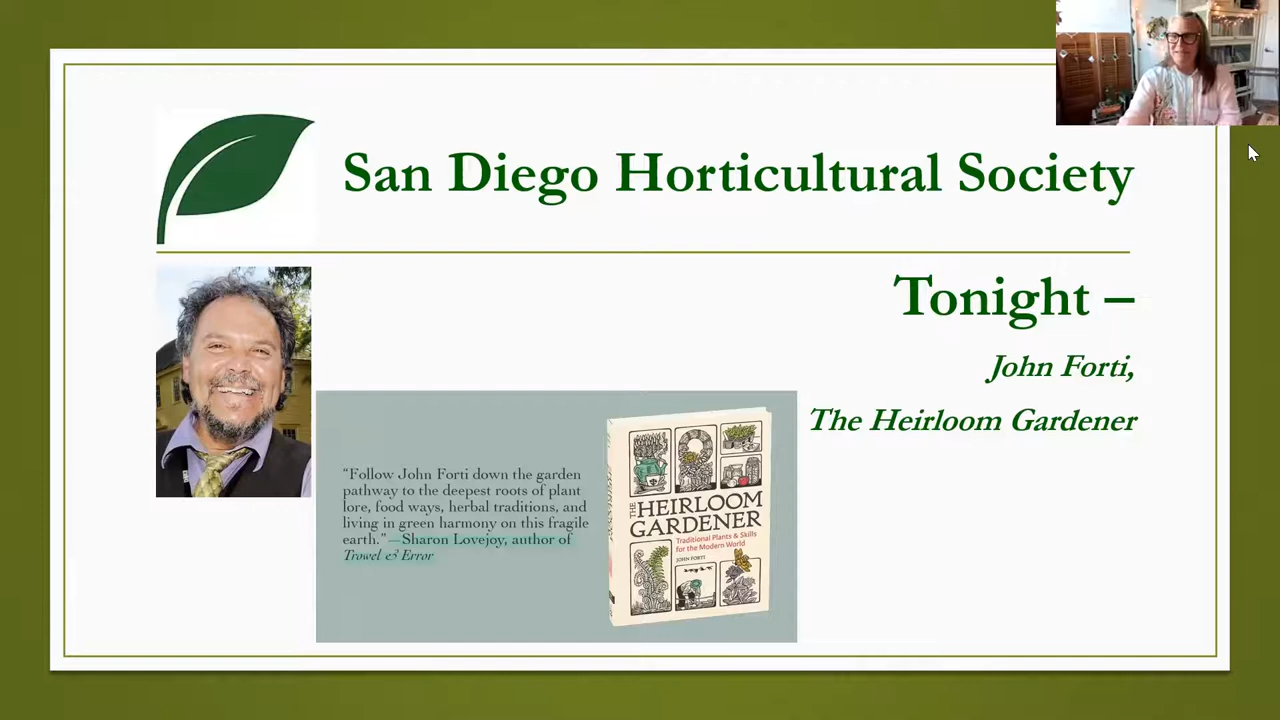 San Diego Horticultural Society
Tonight –
John Forti,
The Heirloom Gardener
“Follow John Forti down the garden
pathway to the deepest roots of plant
lore, food ways, herbal traditions, and
living in green harmony on this fragile
earth.” —Sharon Lovejoy, author of
Trowel & Error
THE HEIRLOOM
GARDENER
Traditional Plants & Skills
for the Modern World
JOHN FORTI